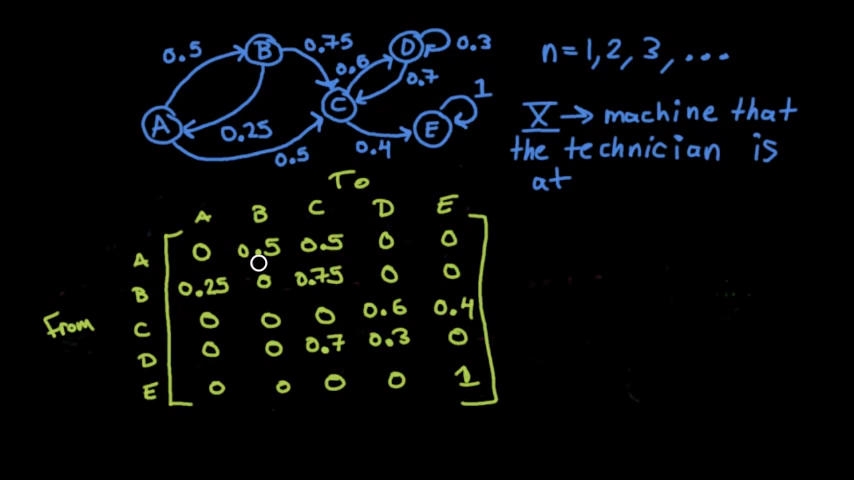 0.5 B 0.75 D 0.3
0.6
0.7
C
A 0.25 E 1
0.5 0.4
n=1,2,3,...
X → machine that
the technician is
at
To
A B C D E
A 0 0.5 0.5 0 0
B 0.25 0 0.75 0 0
From C 0 0 0 0.6 0.4
D 0 0 0.7 0.3 0
E 0 0 0 0 1